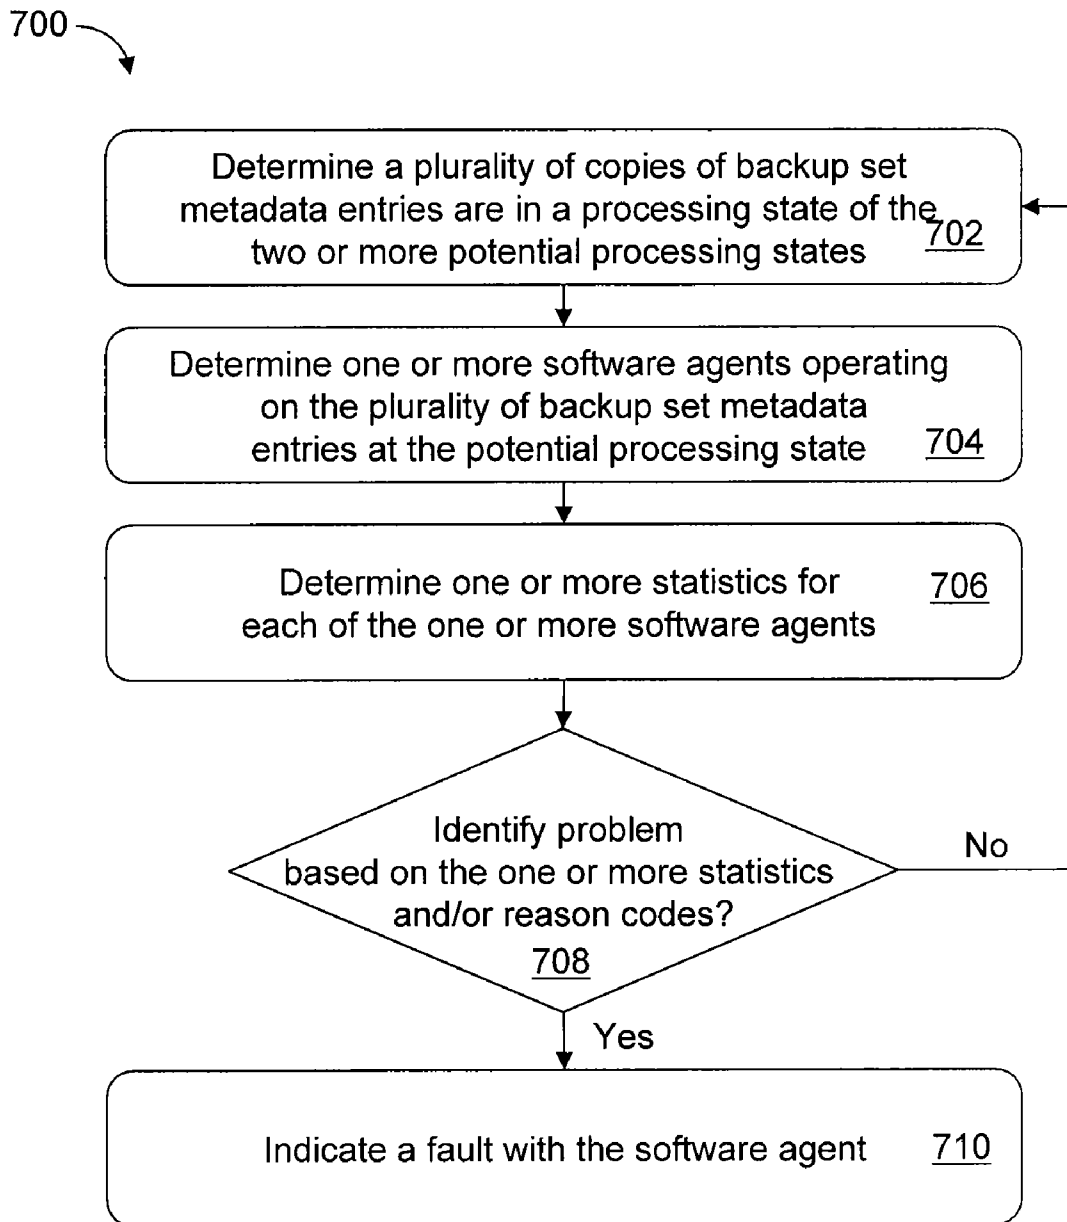 700
Determine a plurality of copies of backup set
metadata entries are in a processing state of the
two or more potential processing states
702
Determine one or more software agents operating
on the plurality of backup set metadata
entries at the potential processing state
704
Determine one or more statistics for
each of the one or more software agents
706
Identify problem
based on the one or more statistics
and/or reason codes?
708
No
Yes
Indicate a fault with the software agent
710